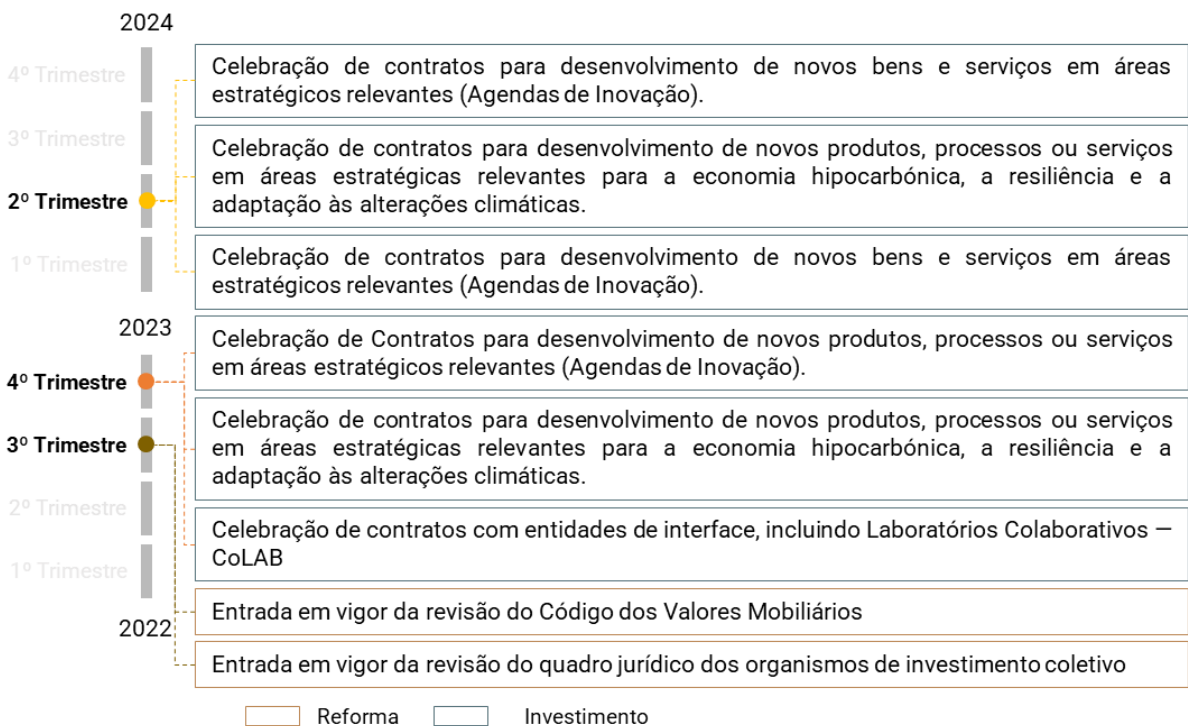 2024
4º Trimestre
3º Trimestre
2º Trimestre
1º Trimestre
Celebração de contratos para desenvolvimento de novos bens e serviços em áreas
estratégicos relevantes (Agendas de Inovação).
Celebração de contratos para desenvolvimento de novos produtos, processos ou serviços
em áreas estratégicas relevantes para a economia hipocarbónica, a resiliência e a
adaptação às alterações climáticas.
Celebração de contratos para desenvolvimento de novos bens e serviços em áreas
estratégicos relevantes (Agendas de Inovação).
2023
4º Trimestre
3º Trimestre
2º Trimestre
1º Trimestre
Celebração de Contratos para desenvolvimento de novos produtos, processos ou serviços
em áreas estratégicos relevantes (Agendas de Inovação).
Celebração de contratos para desenvolvimento de novos produtos, processos ou serviços
em áreas estratégicas relevantes para a economia hipocarbónica, a resiliência e a
adaptação às alterações climáticas.
Celebração de contratos com entidades de interface, incluindo Laboratórios Colaborativos —
CoLAB
Entrada em vigor da revisão do Código dos Valores Mobiliários
2022
Entrada em vigor da revisão do quadro jurídico dos organismos de investimento coletivo
Reforma
Investimento